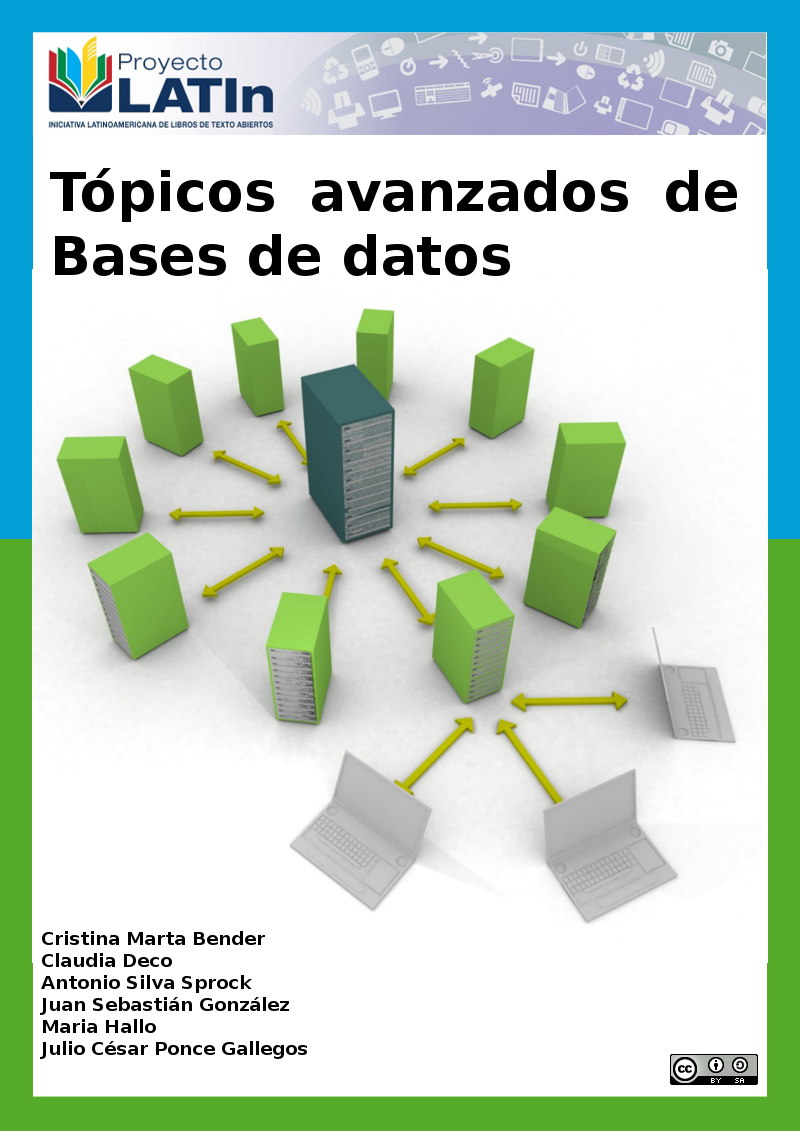 Proyecto
LATIn
INICIATIVA LATINOAMERICANA DE LIBROS DE TEXTO ABIERTOS
Tópicos avanzados de
Bases de datos
Cristina Marta Bender
Claudia Deco
Antonio Silva Sprock
Juan Sebastián González
Maria Hallo
Julio César Ponce Gallegos
cc
BY SA